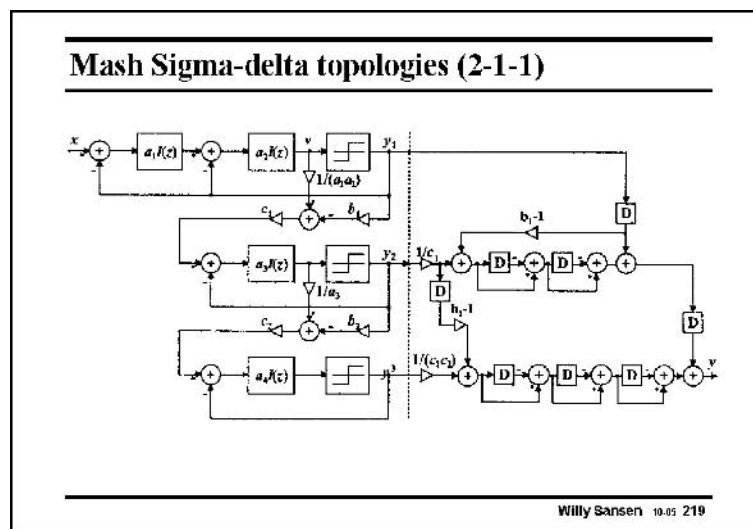 Mash Sigma-delta topologies (2-1-1)
x
a₁I(z)
a₂I(z)
v
y₁
1/(a₁a₂)
c₁
b₁
b₁-1
D
a₃I(z)
y₂
1/c₁
D
D
1/a₃
D
c₂
b₂
b₂-1
D
a₄I(z)
y3
1/(c₁c₂)
D
D
D
y
Willy Sansen 10-05 219